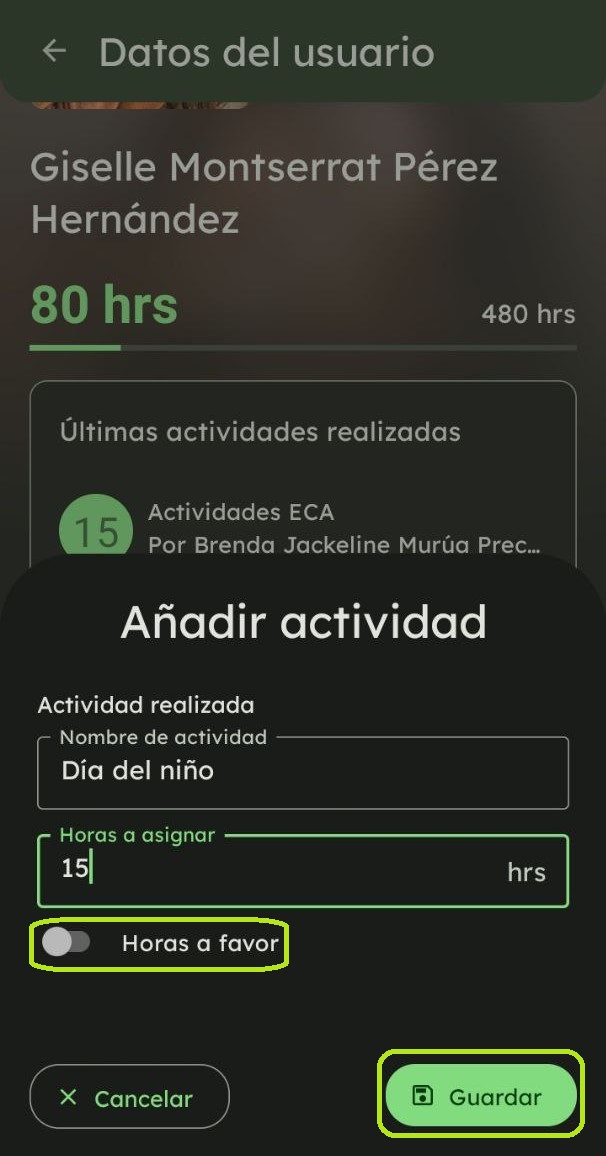 Datos del usuario
Giselle Montserrat Pérez
Hernández
80 hrs
480 hrs
Últimas actividades realizadas
15
Actividades ECA
Por Brenda Jackeline Murúa Prec...
Añadir actividad
Actividad realizada
Nombre de actividad
Día del niño
Horas a asignar
15
hrs
Horas a favor
Cancelar
Guardar